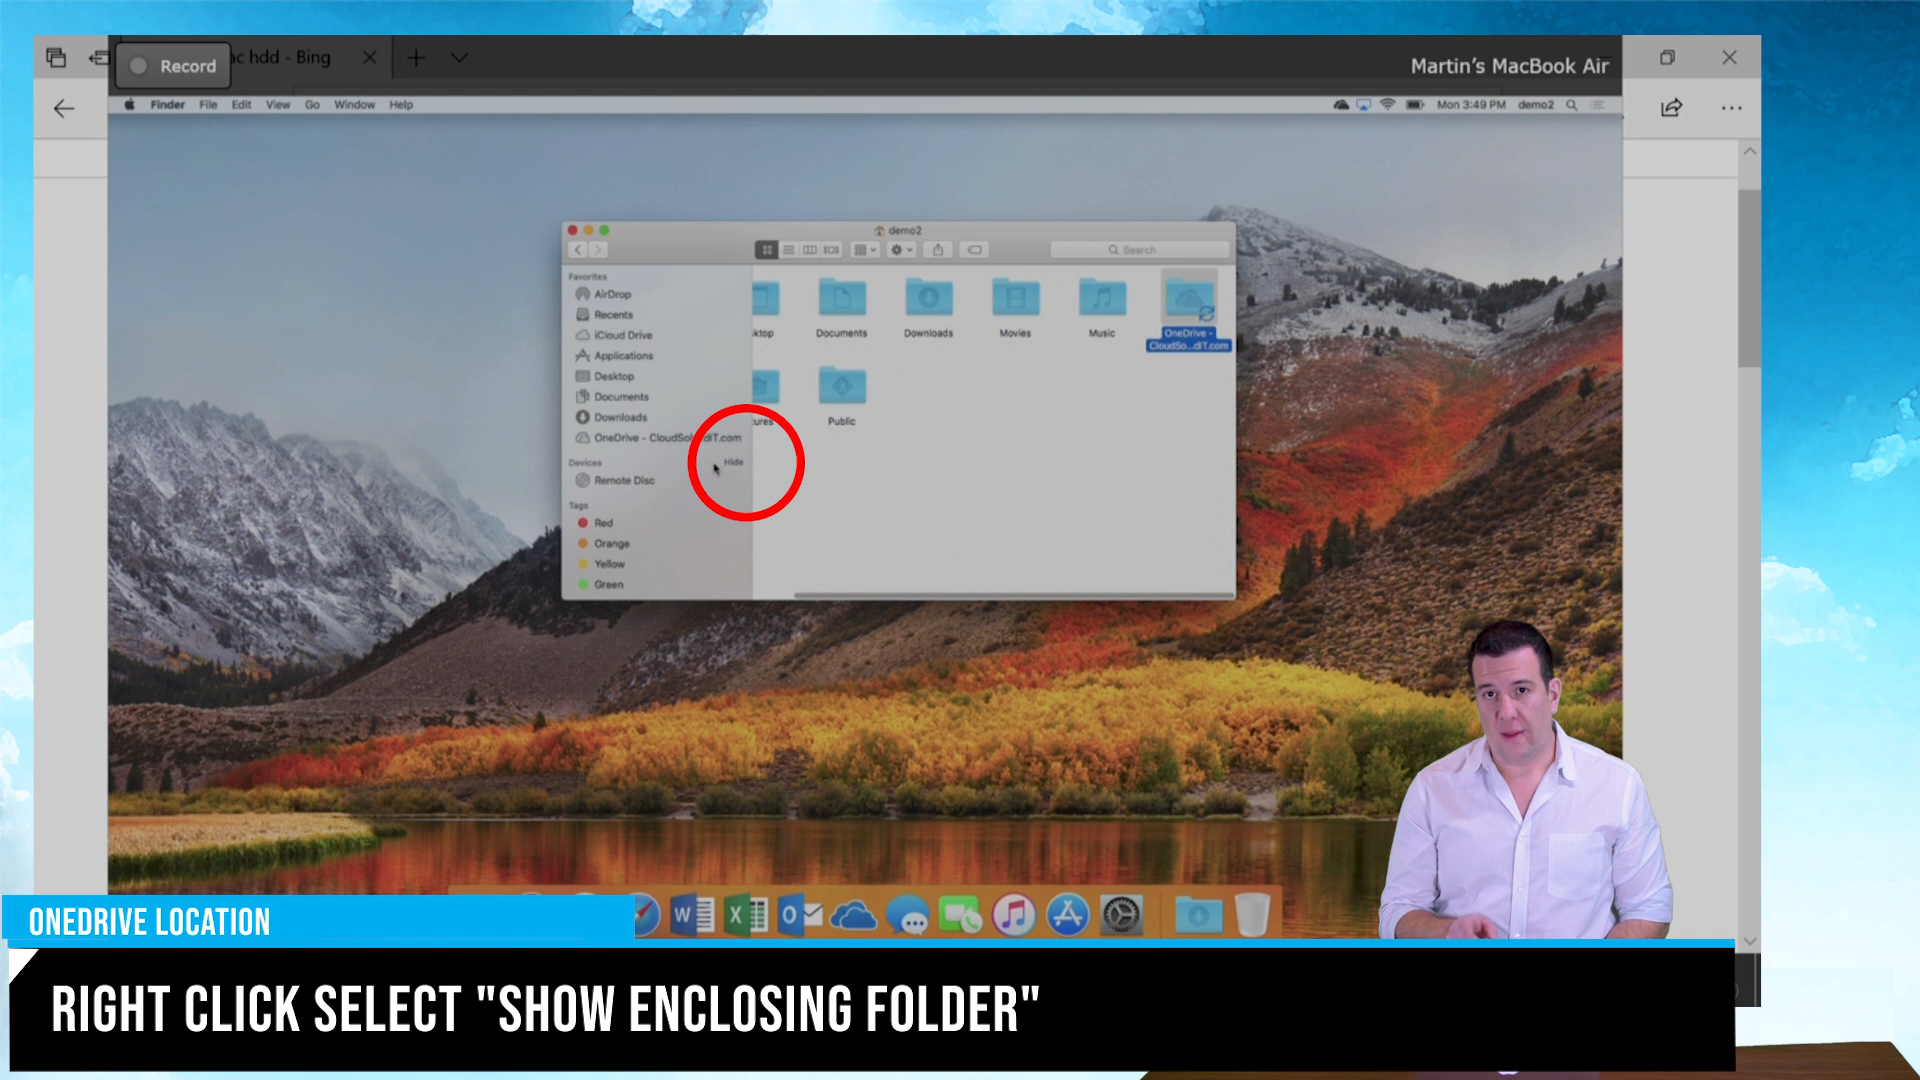 Record
c hdd - Bing
Martin's MacBook Air
Finder File Edit View Go Window Help
Mon 3:49 PM demo2
demo2
Search
Favorites
AirDrop
Recents
iCloud Drive
Applications
Desktop
Documents
Downloads
OneDrive - CloudSol...dIT.com
Devices
Hide
Remote Disc
Tags
Red
Orange
Yellow
Green
ktop
Documents
Downloads
Movies
Music
OneDrive -
CloudSo...dIT.com
ures
Public
W
X
O
ONEDRIVE LOCATION
RIGHT CLICK SELECT "SHOW ENCLOSING FOLDER"